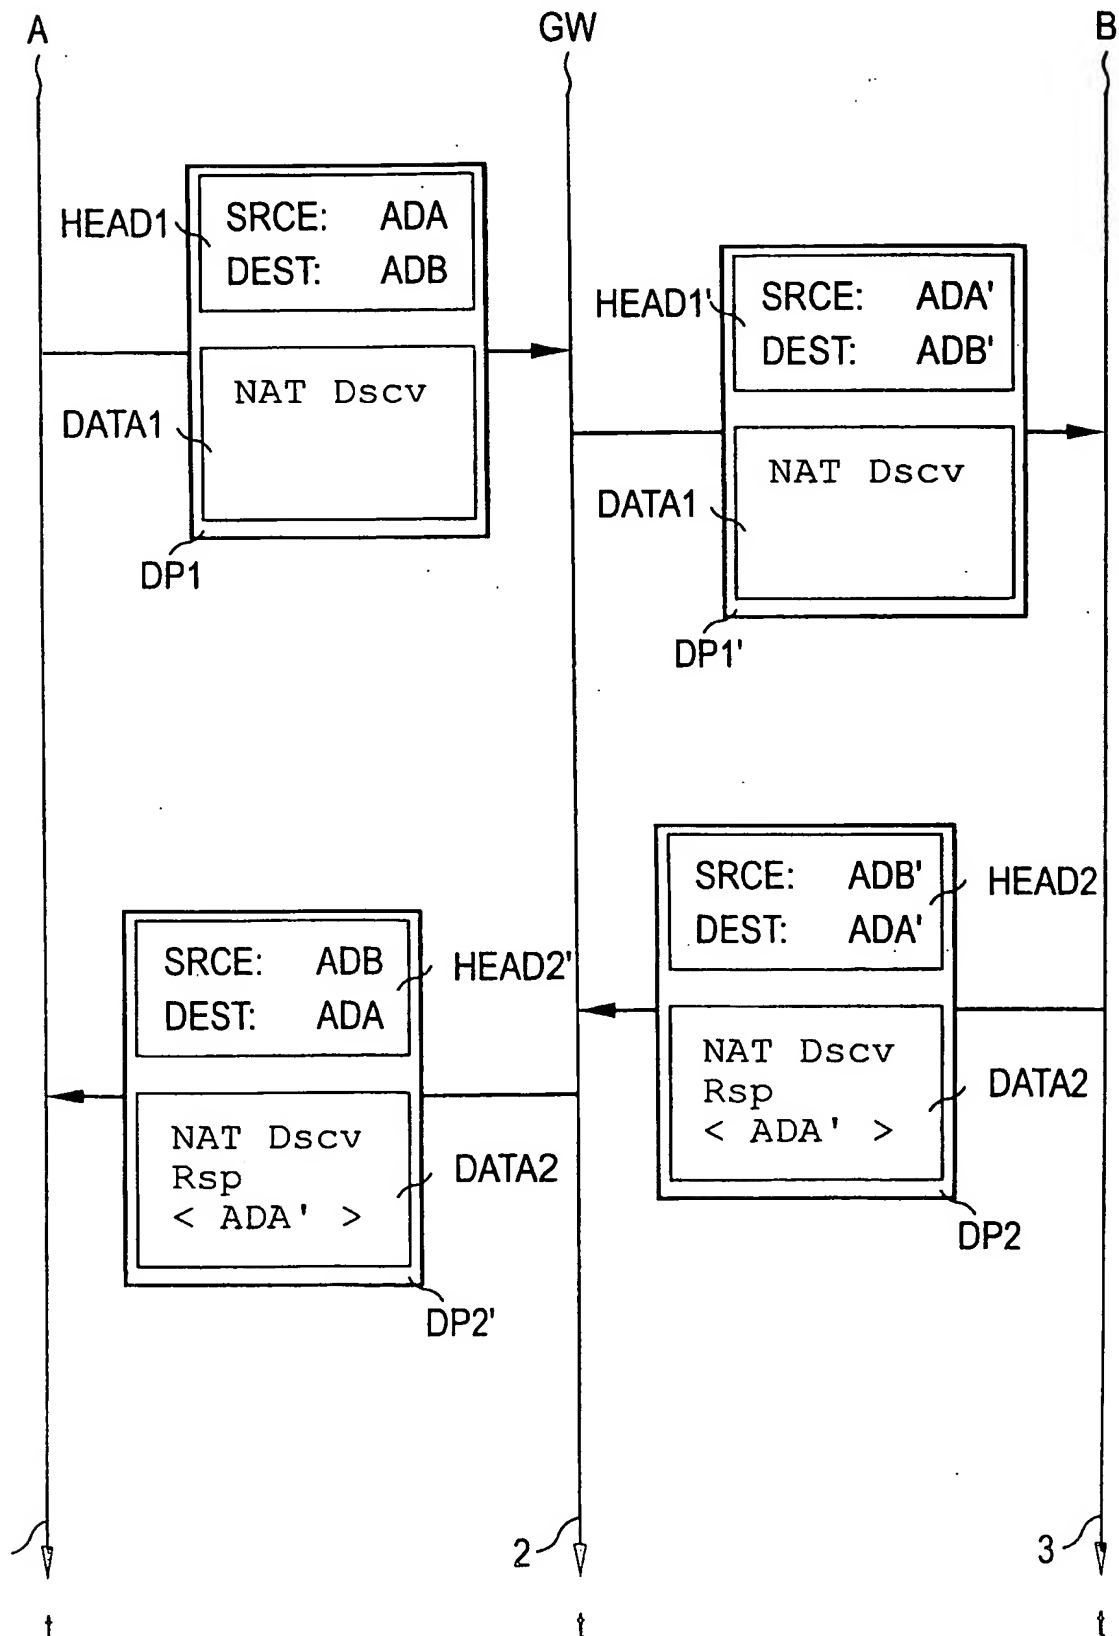 A
GW
B
HEAD1
SRCE: ADA
DEST: ADB
DATA1
NAT Dscv
DP1
HEAD1'
SRCE: ADA'
DEST: ADB'
DATA1
NAT Dscv
DP1'
SRCE: ADB'
DEST: ADA'
HEAD2
NAT Dscv
Rsp
< ADA' >
DATA2
DP2
SRCE: ADB
DEST: ADA
HEAD2'
NAT Dscv
Rsp
< ADA' >
DATA2
DP2'
2
3
t
t
t